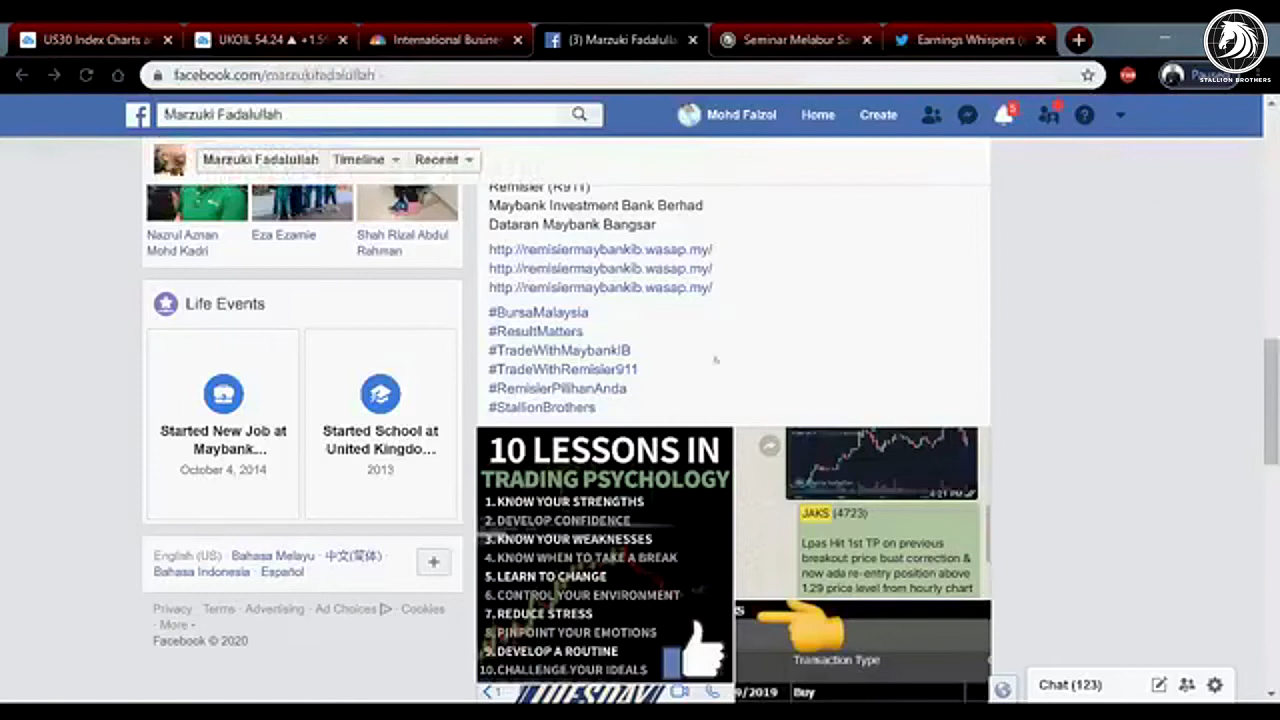 US30 Index Charts a
UKOIL 54.24 ▲ +1.5
International Busine
(3) Marzuki Fadalulla
Seminar Melabur Sa
Earnings Whispers (
STALLION BROTHERS
facebook.com/marzukifadalullah
Paused
Marzuki Fadalullah
Mohd Faizol
Home
Create
5
Marzuki Fadalullah
Timeline
Recent
Remisier (R911)
Maybank Investment Bank Berhad
Dataran Maybank Bangsar
http://remisiermaybankib.wasap.my/
http://remisiermaybankib.wasap.my/
http://remisiermaybankib.wasap.my/
#BursaMalaysia
#ResultMatters
#TradeWithMaybankIB
#TradeWithRemisier911
#RemisierPilihanAnda
#StallionBrothers
Nazrul Aznan
Mohd Kadri
Eza Ezamie
Shah Rizal Abdul
Rahman
Life Events
Started New Job at
Maybank...
October 4, 2014
Started School at
United Kingdo...
2013
English (US) · Bahasa Melayu · 中文(简体) ·
Bahasa Indonesia · Español
Privacy · Terms · Advertising · Ad Choices · Cookies ·
More
Facebook © 2020
10 LESSONS IN
TRADING PSYCHOLOGY
1. KNOW YOUR STRENGTHS
2. DEVELOP CONFIDENCE
3. KNOW YOUR WEAKNESSES
4. KNOW WHEN TO TAKE A BREAK
5. LEARN TO CHANGE
6. CONTROL YOUR ENVIRONMENT
7. REDUCE STRESS
8. PINPOINT YOUR EMOTIONS
9. DEVELOP A ROUTINE
10. CHALLENGE YOUR IDEALS
TUESDAY
4:21 PM
JAKS (4723)
Lpas Hit 1st TP on previous
breakout price buat correction &
now ada re-entry position above
1.29 price level from hourly chart
S
Transaction Type
9/2019
Buy
Chat (123)